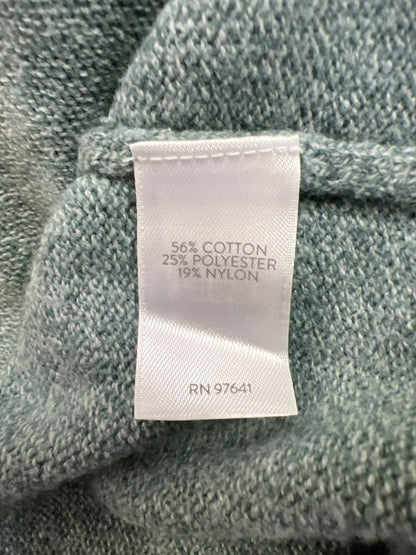 56% COTTON
25% POLYESTER
19% NYLON
RN 97641